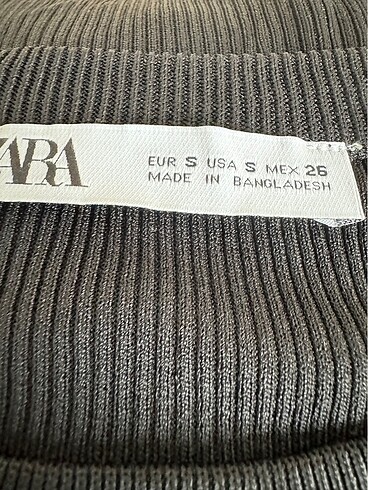 ZARA
EUR S USA S MEX 26
MADE IN BANGLADESH